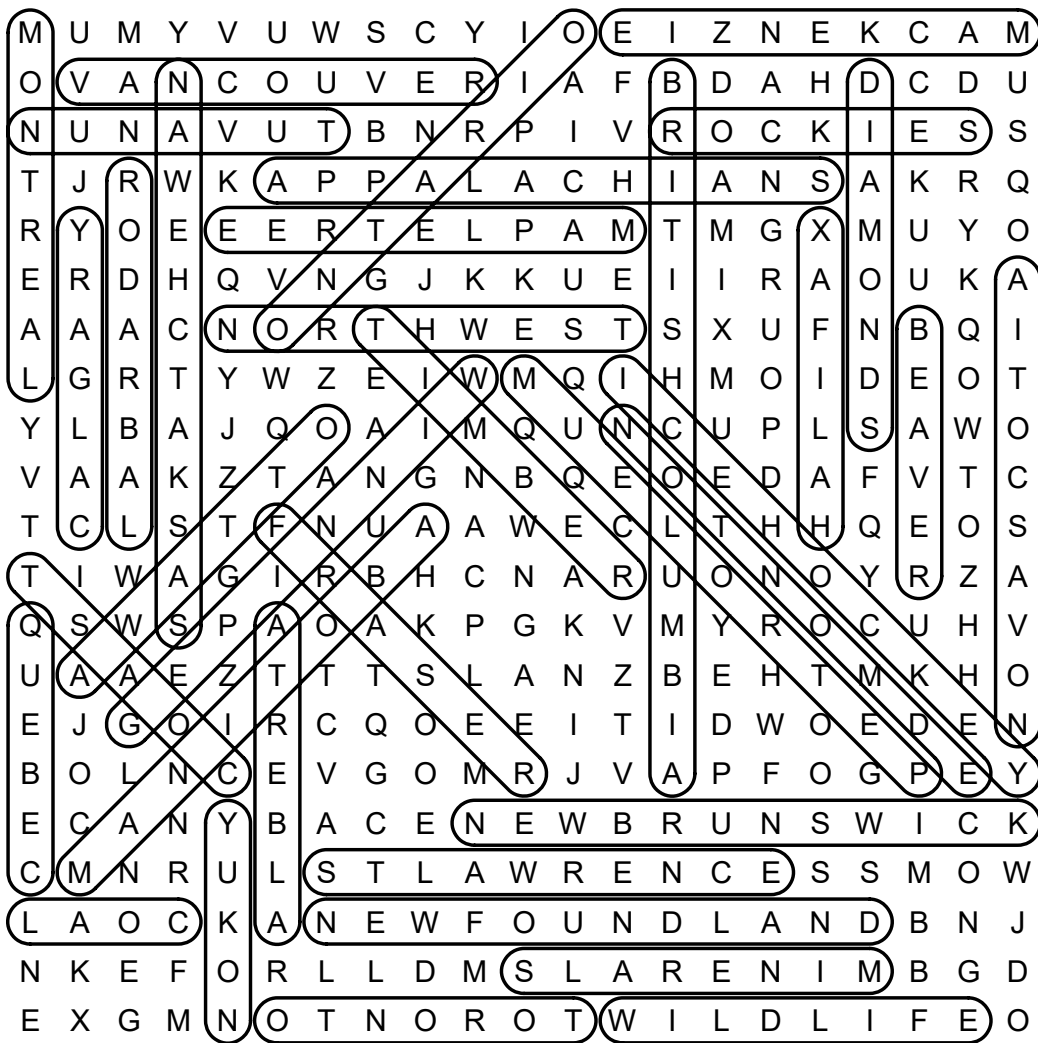 M U M Y V U W S C Y I O E I Z N E K C A M
O V A N C O U V E R I A F B D A H D C D U
N U N A V U T B N R P I V R O C K I E S S
T J R W K A P P A L A C H I A N S A K R Q
R Y O E E E R T E L P A M T M G X M U Y O
E R D H Q V N G J K K U E I I R A O U K A
A A A C N O R T H W E S T S X U F N B Q I
L G R T Y W Z E I W M Q I H M O I D E O T
Y L B A J Q O A I M Q U N C U P L S A W O
V A A K Z T A N G N B Q E O E D A F V T C
T C L S T F N U A A W E C L T H H Q E O S
T I W A G I R B H C N A R U O N O Y R Z A
Q S W S P A O A K P G K V M Y R O C U H V
U A A E Z T T T S L A N Z B E H T M K H O
E J G O I R C Q O E E I T I D W O E D E N
B O L N C E V G O M R J V A P F O G P E Y
E C A N Y B A C E N E W B R U N S W I C K
C M N R U L S T L A W R E N C E S S M O W
L A O C K A N E W F O U N D L A N D B N J
N K E F O R L L D M S L A R E N I M B G D
E X G M N O T N O R O T W I L D L I F E O